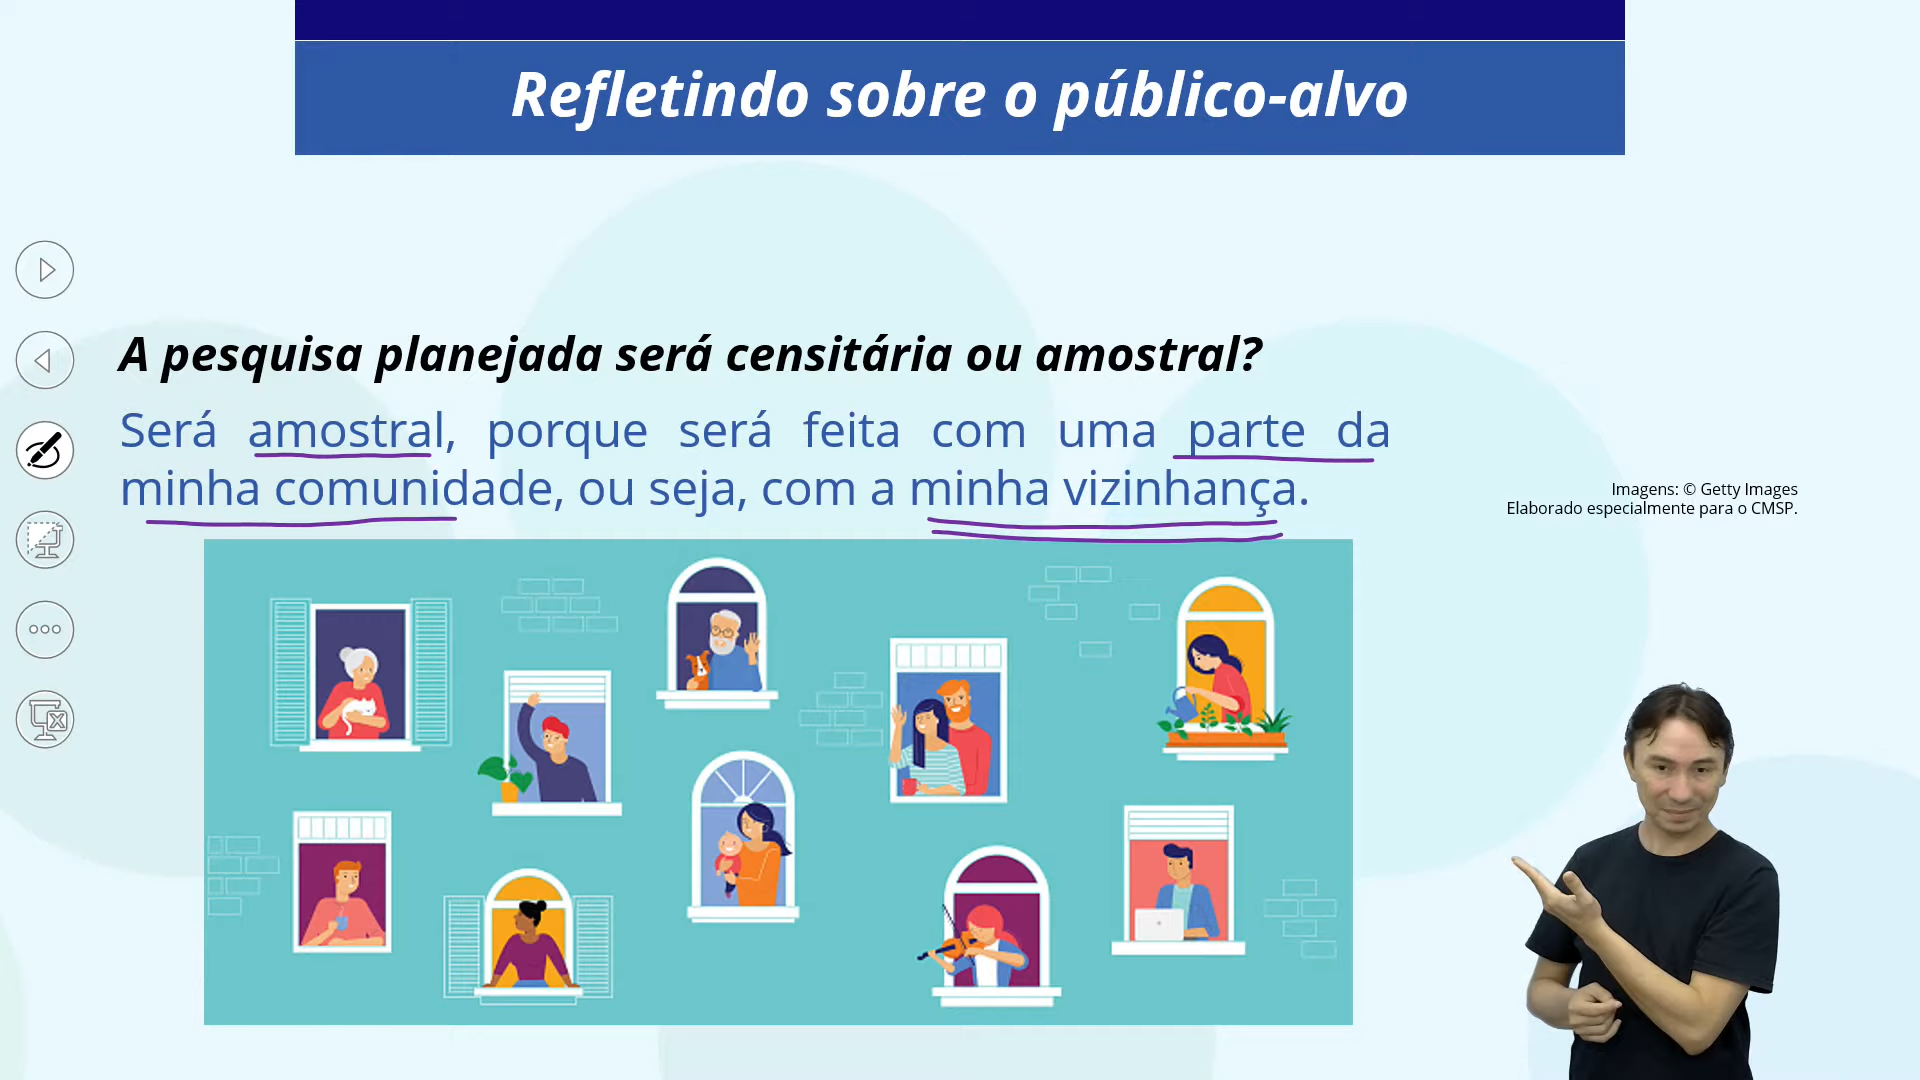 Refletindo sobre o público-alvo
A pesquisa planejada será censitária ou amostral?
Será amostral, porque será feita com uma parte da
minha comunidade, ou seja, com a minha vizinhança.
Imagens: © Getty Images
Elaborado especialmente para o CMSP.